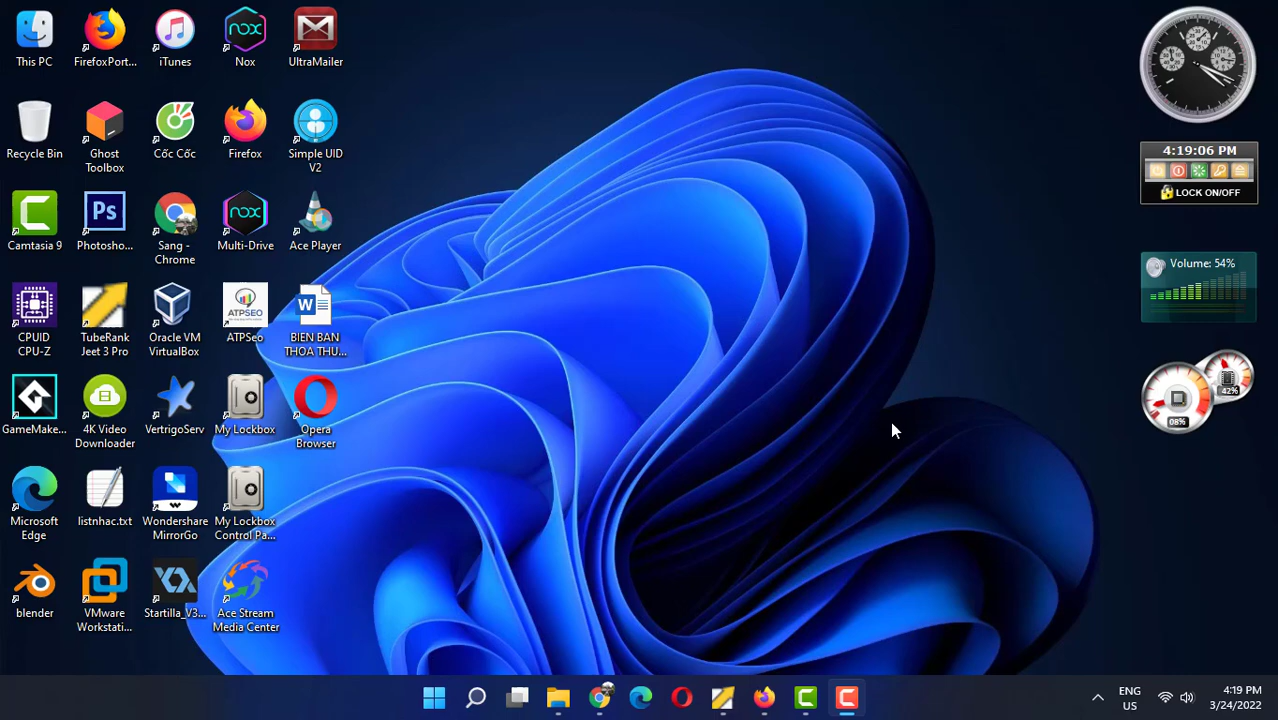 This PC
FirefoxPort...
iTunes
Nox
UltraMailer
Recycle Bin
Ghost
Toolbox
Cốc Cốc
Firefox
Simple UID
V2
Camtasia 9
Photosho...
Sang -
Chrome
Multi-Drive
Ace Player
CPUID
CPU-Z
TubeRank
Jeet 3 Pro
Oracle VM
VirtualBox
ATPSEO
ATPSeo
BIEN BAN
THOA THU...
GameMake...
4K Video
Downloader
VertrigoServ
My Lockbox
Opera
Browser
Microsoft
Edge
listnhac.txt
Wondershare
MirrorGo
My Lockbox
Control Pa...
blender
VMware
Workstati...
Startilla_V3...
Ace Stream
Media Center
4:19:06 PM
LOCK ON/OFF
Volume: 54%
42%
08%
ENG
US
4:19 PM
3/24/2022